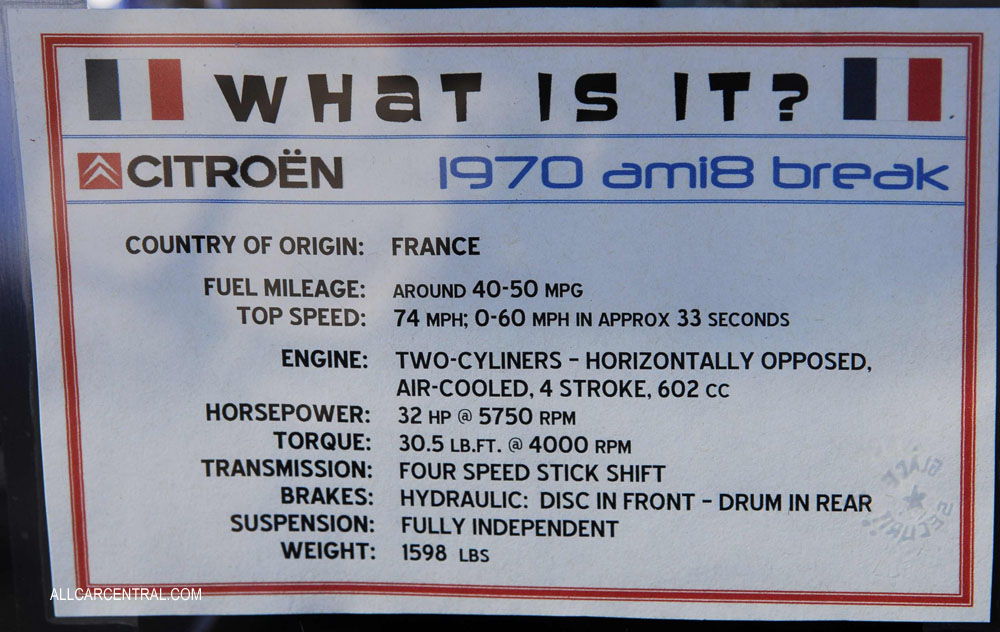 WHAT IS IT?
CITROËN 1970 ami8 break
COUNTRY OF ORIGIN: FRANCE
FUEL MILEAGE: AROUND 40-50 MPG
TOP SPEED: 74 MPH; 0-60 MPH IN APPROX 33 SECONDS
ENGINE: TWO-CYLINERS – HORIZONTALLY OPPOSED,
AIR-COOLED, 4 STROKE, 602 CC
HORSEPOWER: 32 HP @ 5750 RPM
TORQUE: 30.5 LB.FT. @ 4000 RPM
TRANSMISSION: FOUR SPEED STICK SHIFT
BRAKES: HYDRAULIC: DISC IN FRONT – DRUM IN REAR
SUSPENSION: FULLY INDEPENDENT
WEIGHT: 1598 LBS
ALLCARCENTRAL.COM